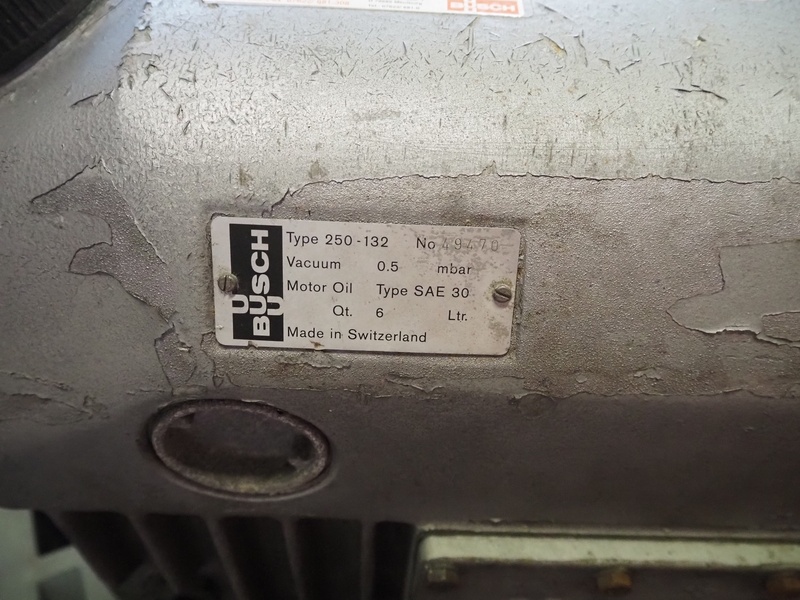 BUSCH
BUSCH
Type 250-132 No 49470
Vacuum 0.5 mbar
Motor Oil Type SAE 30
Qt. 6 Ltr.
Made in Switzerland